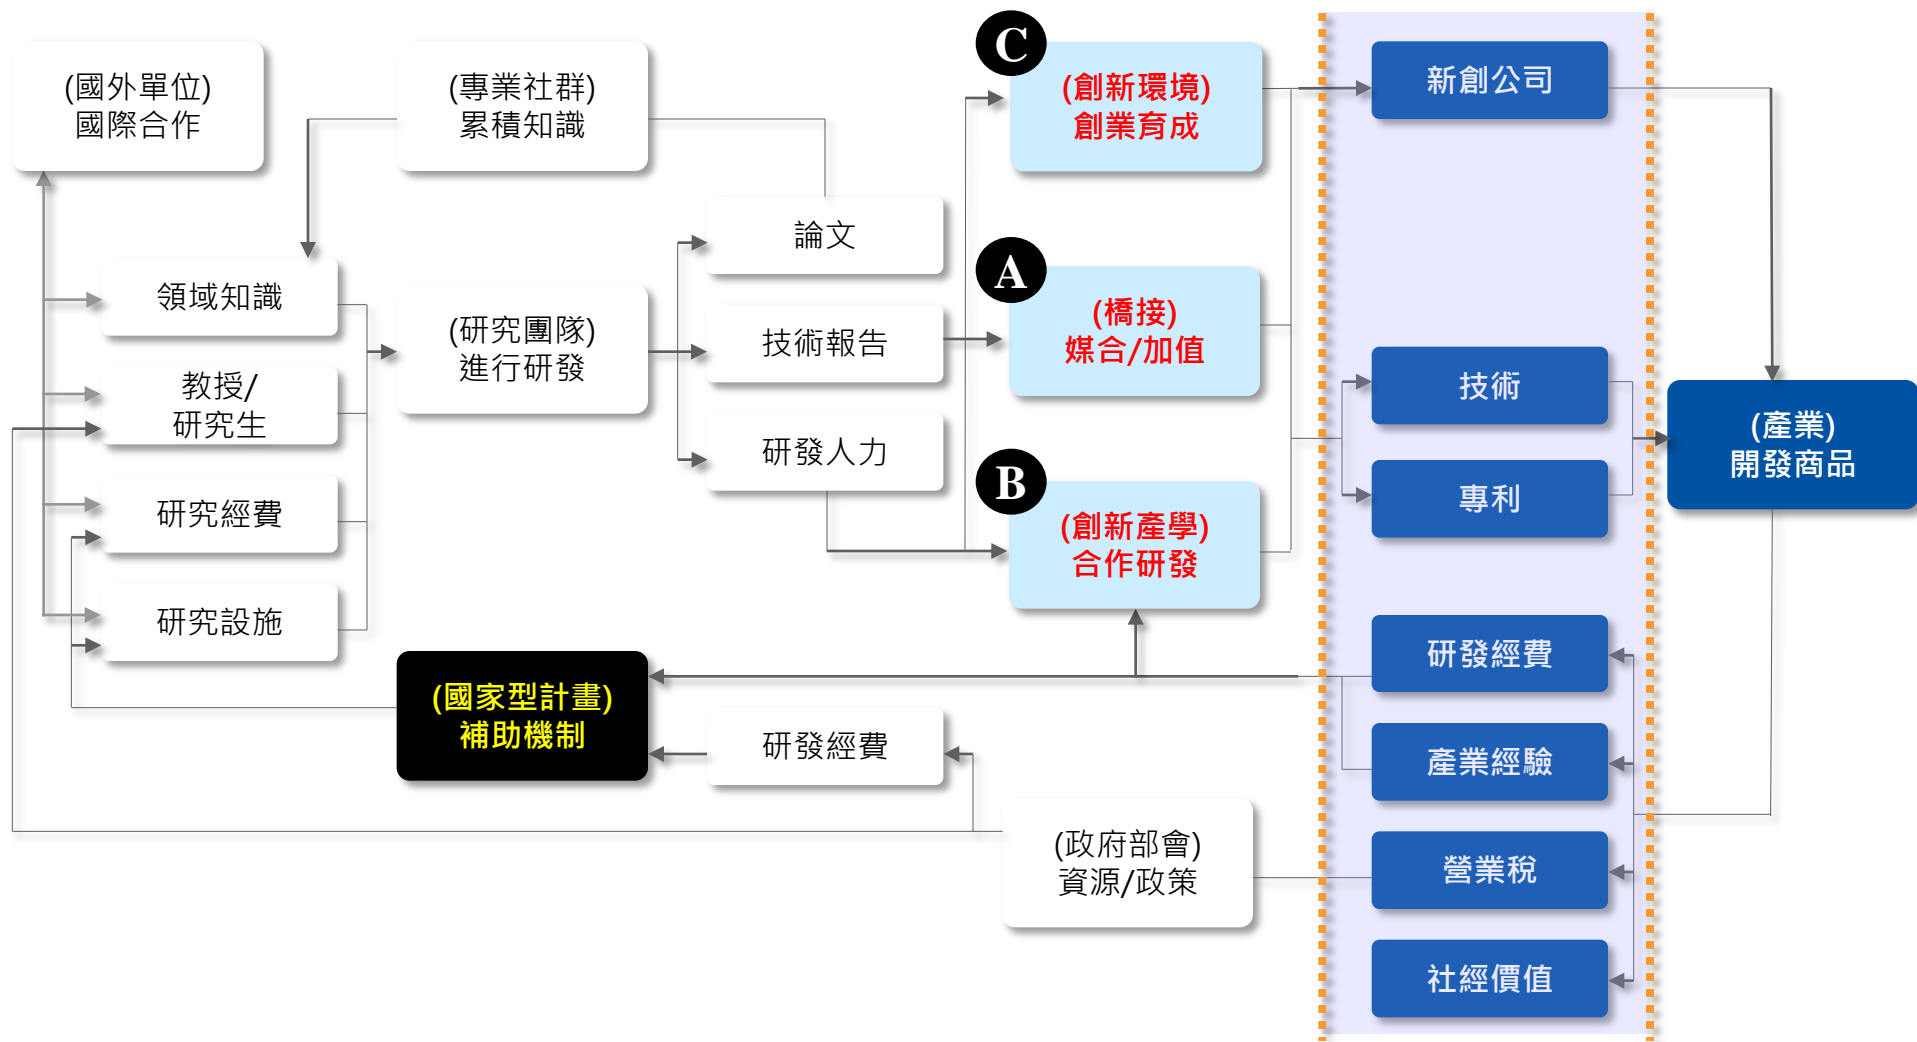 (國外單位)
國際合作
(專業社群)
累積知識
C
(創新環境)
創業育成
新創公司
論文
領域知識
A
(橋接)
媒合/加值
(研究團隊)
進行研發
技術報告
教授/
研究生
技術
(產業)
開發商品
研發人力
B
(創新產學)
合作研發
專利
研究經費
研究設施
研發經費
(國家型計畫)
補助機制
研發經費
產業經驗
(政府部會)
資源/政策
營業稅
社經價值